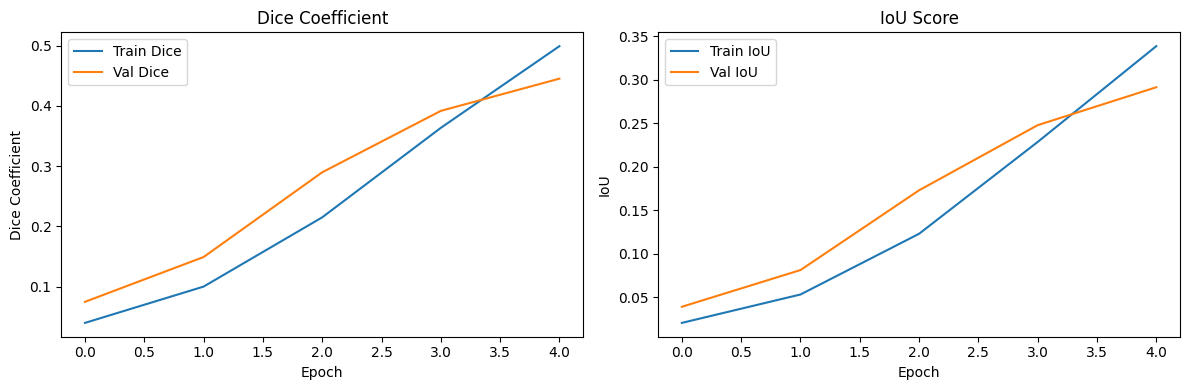 Dice Coefficient
Train Dice
Val Dice
Dice Coefficient
0.5
0.4
0.3
0.2
0.1
0.0 0.5 1.0 1.5 2.0 2.5 3.0 3.5 4.0
Epoch
IoU Score
Train IoU
Val IoU
IoU
0.35
0.30
0.25
0.20
0.15
0.10
0.05
0.0 0.5 1.0 1.5 2.0 2.5 3.0 3.5 4.0
Epoch